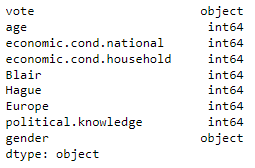 vote object
age int64
economic.cond.national int64
economic.cond.household int64
Blair int64
Hague int64
Europe int64
political.knowledge int64
gender object
dtype: object